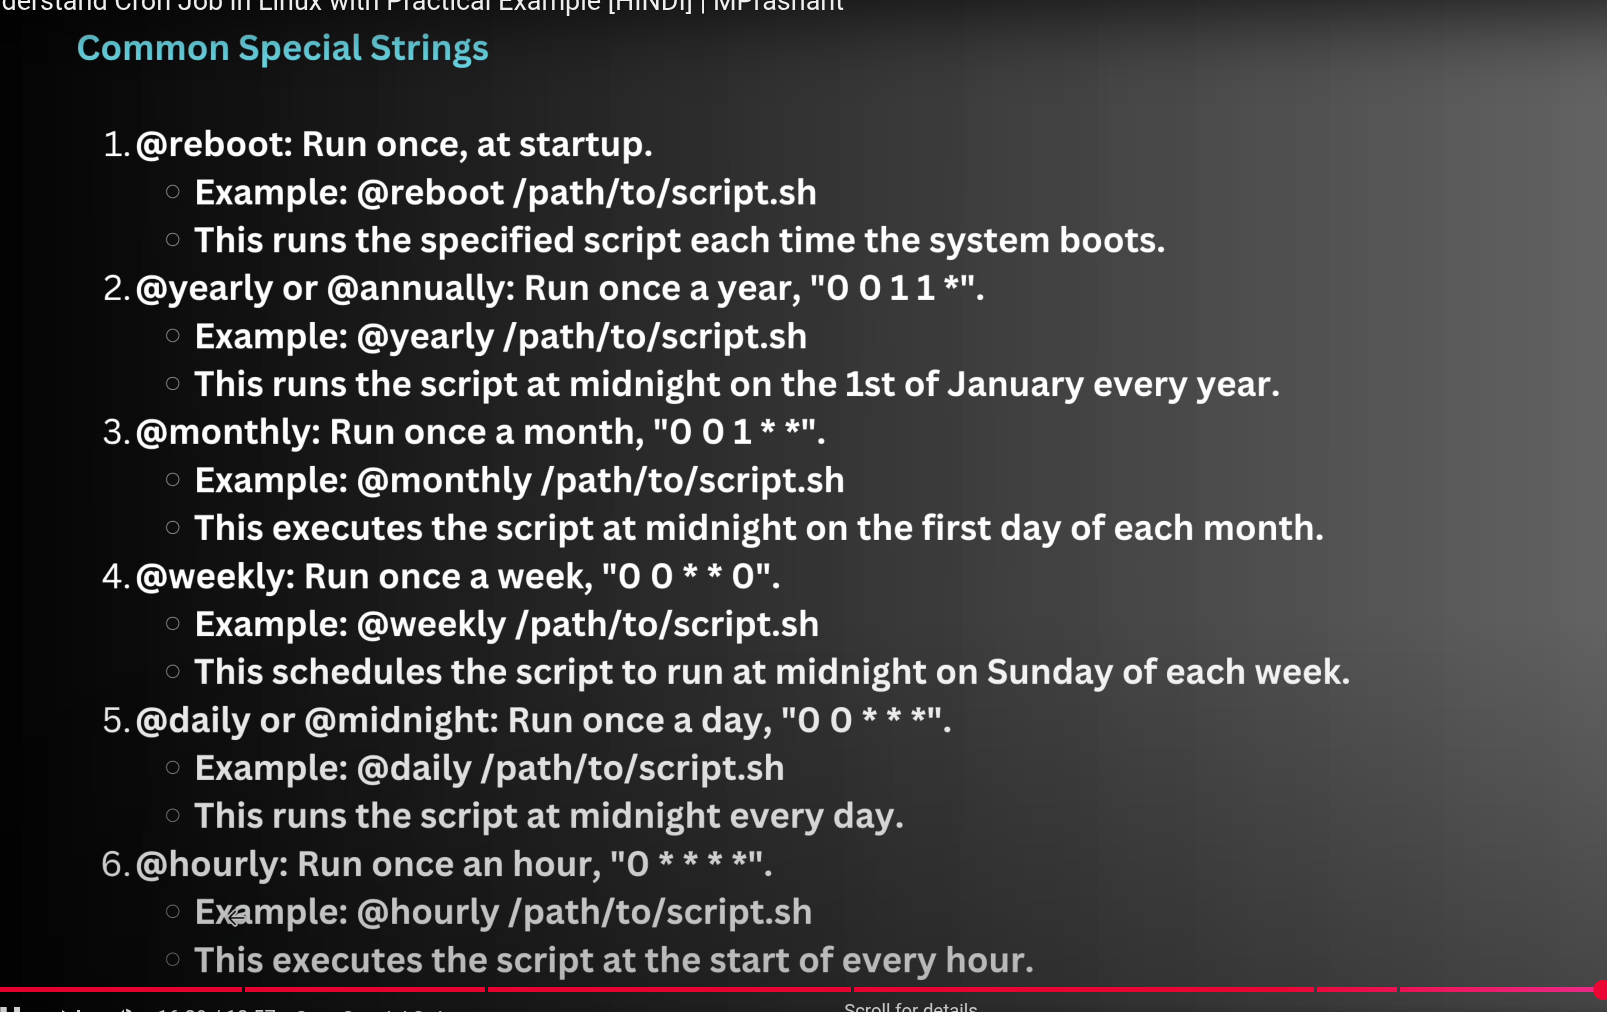 derstand Cron Job in Linux with Practical Example [HINDI] | MPrashant
Common Special Strings
1. @reboot: Run once, at startup.
○ Example: @reboot /path/to/script.sh
○ This runs the specified script each time the system boots.
2. @yearly or @annually: Run once a year, "0 0 1 1 *".
○ Example: @yearly /path/to/script.sh
○ This runs the script at midnight on the 1st of January every year.
3. @monthly: Run once a month, "0 0 1 * *".
○ Example: @monthly /path/to/script.sh
○ This executes the script at midnight on the first day of each month.
4. @weekly: Run once a week, "0 0 * * 0".
○ Example: @weekly /path/to/script.sh
○ This schedules the script to run at midnight on Sunday of each week.
5. @daily or @midnight: Run once a day, "0 0 * * *".
○ Example: @daily /path/to/script.sh
○ This runs the script at midnight every day.
6. @hourly: Run once an hour, "0 * * * *".
○ Example: @hourly /path/to/script.sh
○ This executes the script at the start of every hour.
Scroll for details